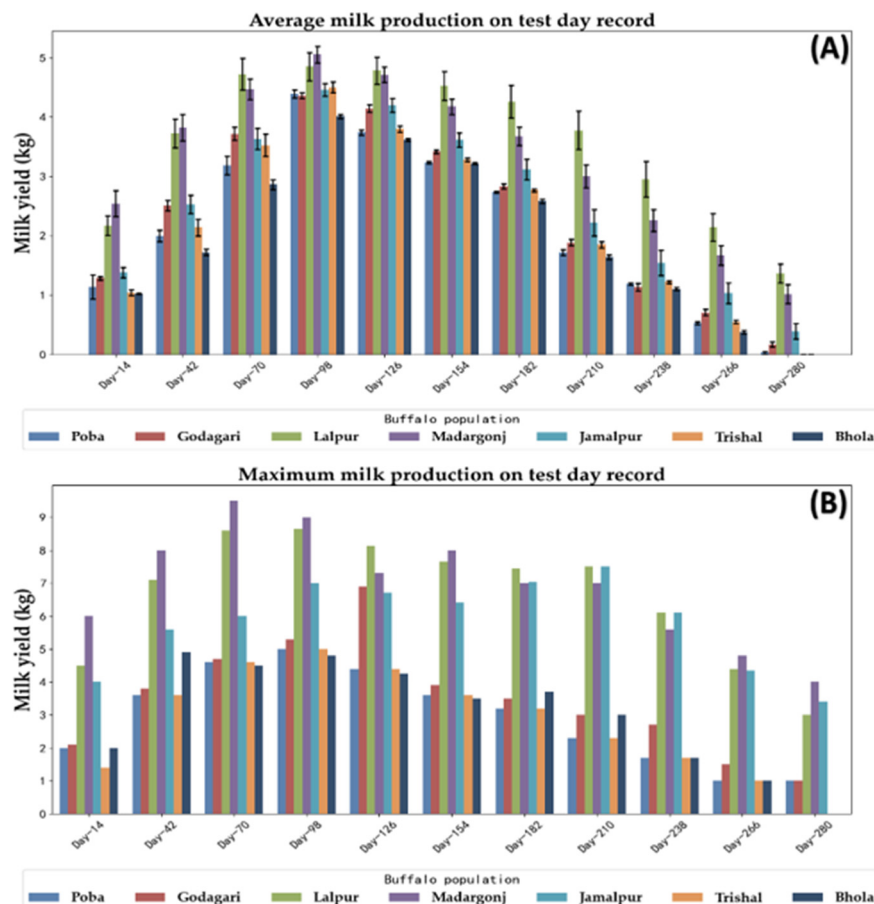 Average milk production on test day record
(A)
Milk yield (kg)
5
4
3
2
1
0
Day-14 Day-42 Day-70 Day-98 Day-126 Day-154 Day-182 Day-210 Day-238 Day-266 Day-280
Buffalo population
Poba Godagari Lalpur Madargonj Jamalpur Trishal Bhola
Maximum milk production on test day record
(B)
Milk yield (kg)
9
8
7
6
5
4
3
2
1
0
Day-14 Day-42 Day-70 Day-98 Day-126 Day-154 Day-182 Day-210 Day-238 Day-266 Day-280
Buffalo population
Poba Godagari Lalpur Madargonj Jamalpur Trishal Bhola